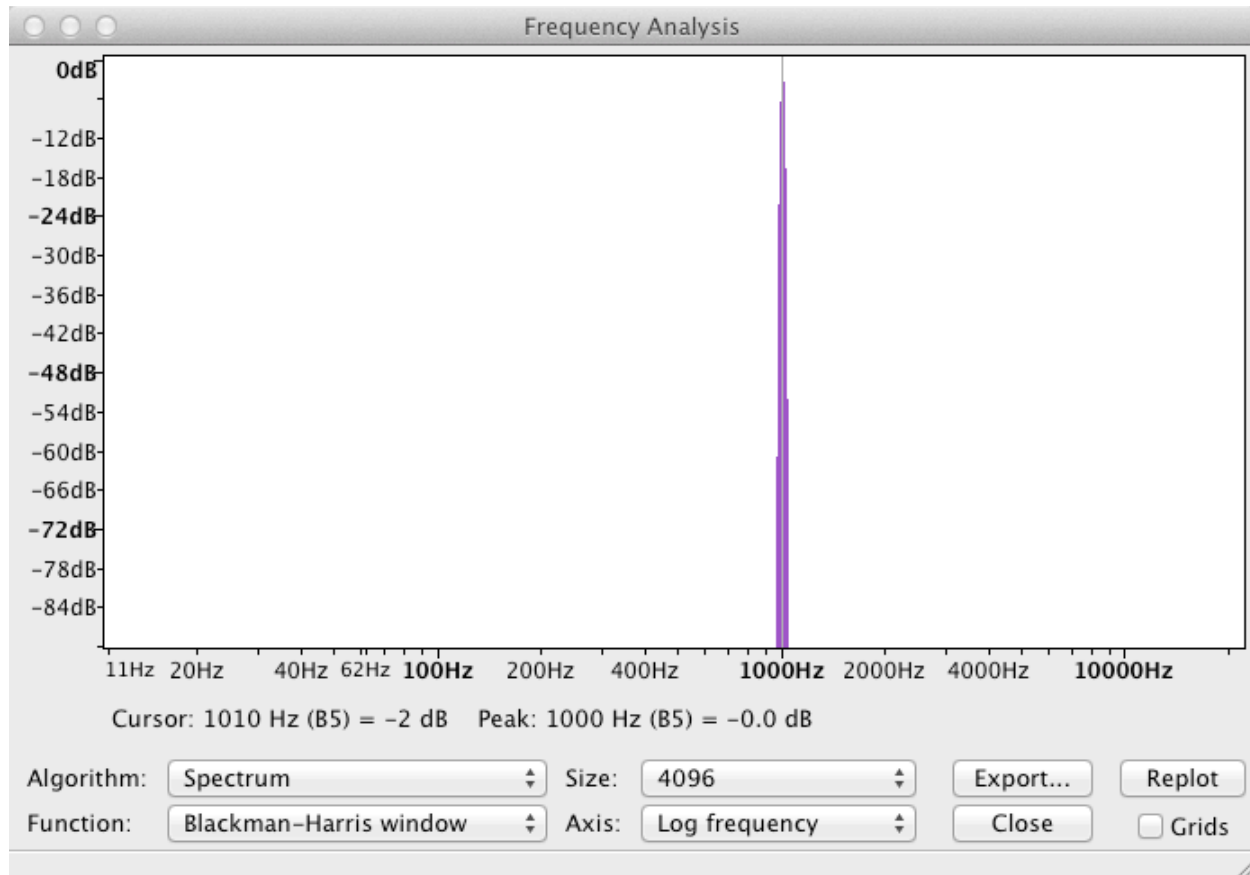 Frequency Analysis
0dB
-12dB
-18dB
-24dB
-30dB
-36dB
-42dB
-48dB
-54dB
-60dB
-66dB
-72dB
-78dB
-84dB
11Hz 20Hz 40Hz 62Hz 100Hz 200Hz 400Hz 1000Hz 2000Hz 4000Hz 10000Hz
Cursor: 1010 Hz (B5) = -2 dB Peak: 1000 Hz (B5) = -0.0 dB
Algorithm: Spectrum Size: 4096 Export... Replot
Function: Blackman-Harris window Axis: Log frequency Close Grids